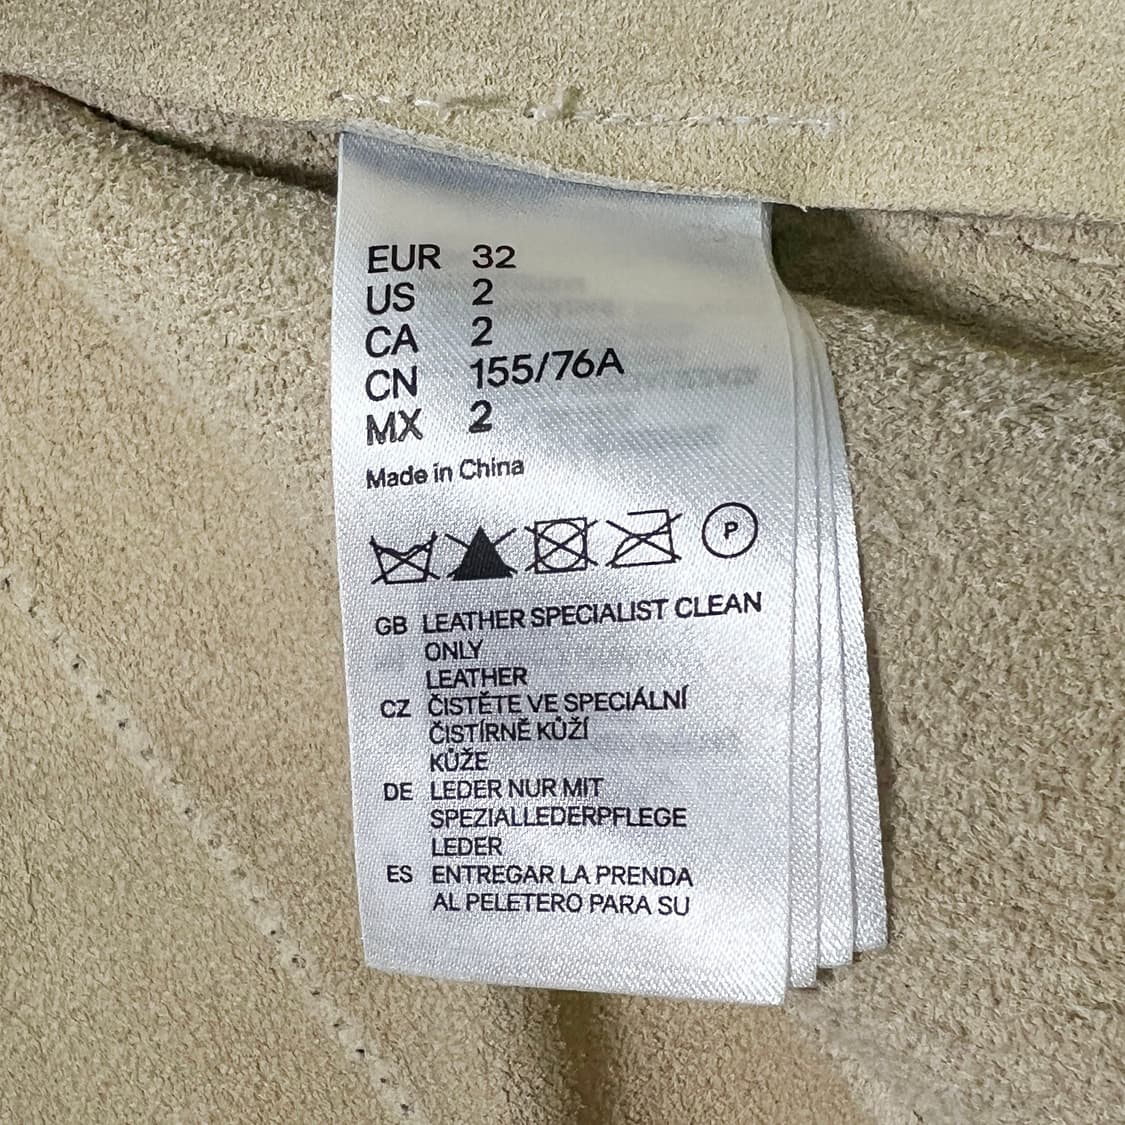 EUR 32
US 2
CA 2
CN 155/76A
MX 2
Made in China
P
GB LEATHER SPECIALIST CLEAN
ONLY
LEATHER
CZ ČISTĚTE VE SPECIÁLNÍ
ČISTÍRNĚ KŮŽÍ
KŮŽE
DE LEDER NUR MIT
SPEZIALLEDERPFLEGE
LEDER
ES ENTREGAR LA PRENDA
AL PELETERO PARA SU